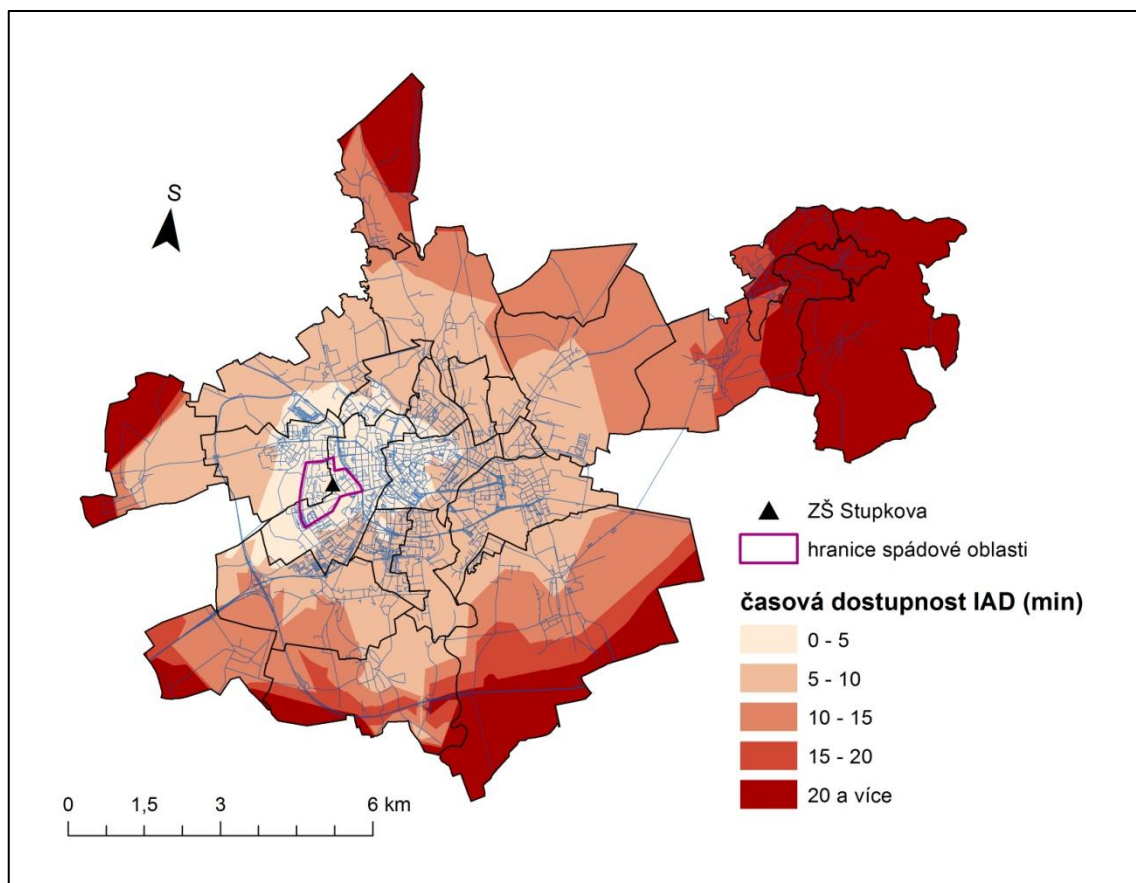 S
ZŠ Stupkova
hranice spádové oblasti
časová dostupnost IAD (min)
0 - 5
5 - 10
10 - 15
15 - 20
20 a více
0 1,5 3 6 km